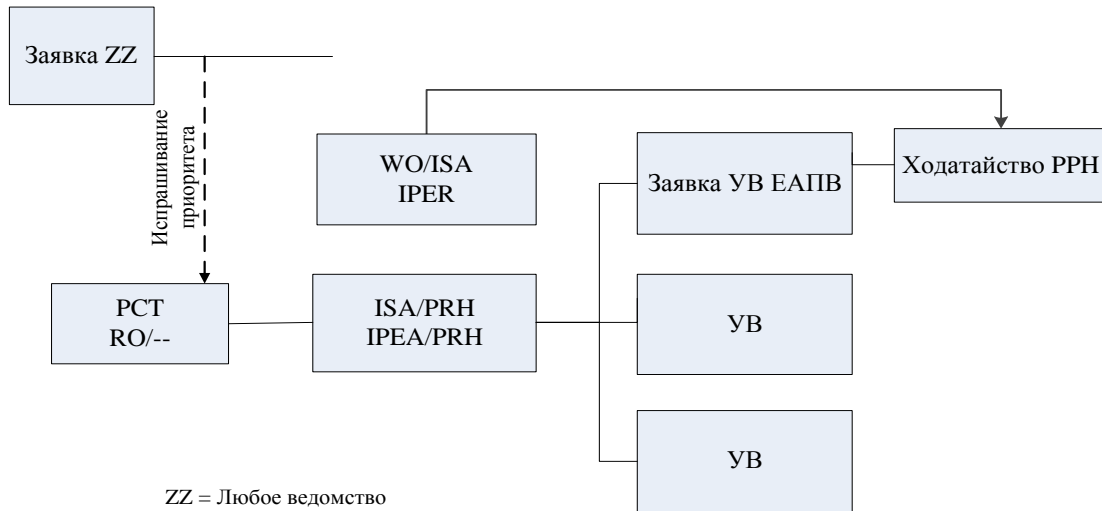 Заявка ZZ
Испрашивание
приоритета
WO/ISA
IPER
Заявка УВ ЕАПВ
Ходатайство РРН
PCT
RO/--
ISA/PRH
IPEA/PRH
УВ
УВ
ZZ = Любое ведомство